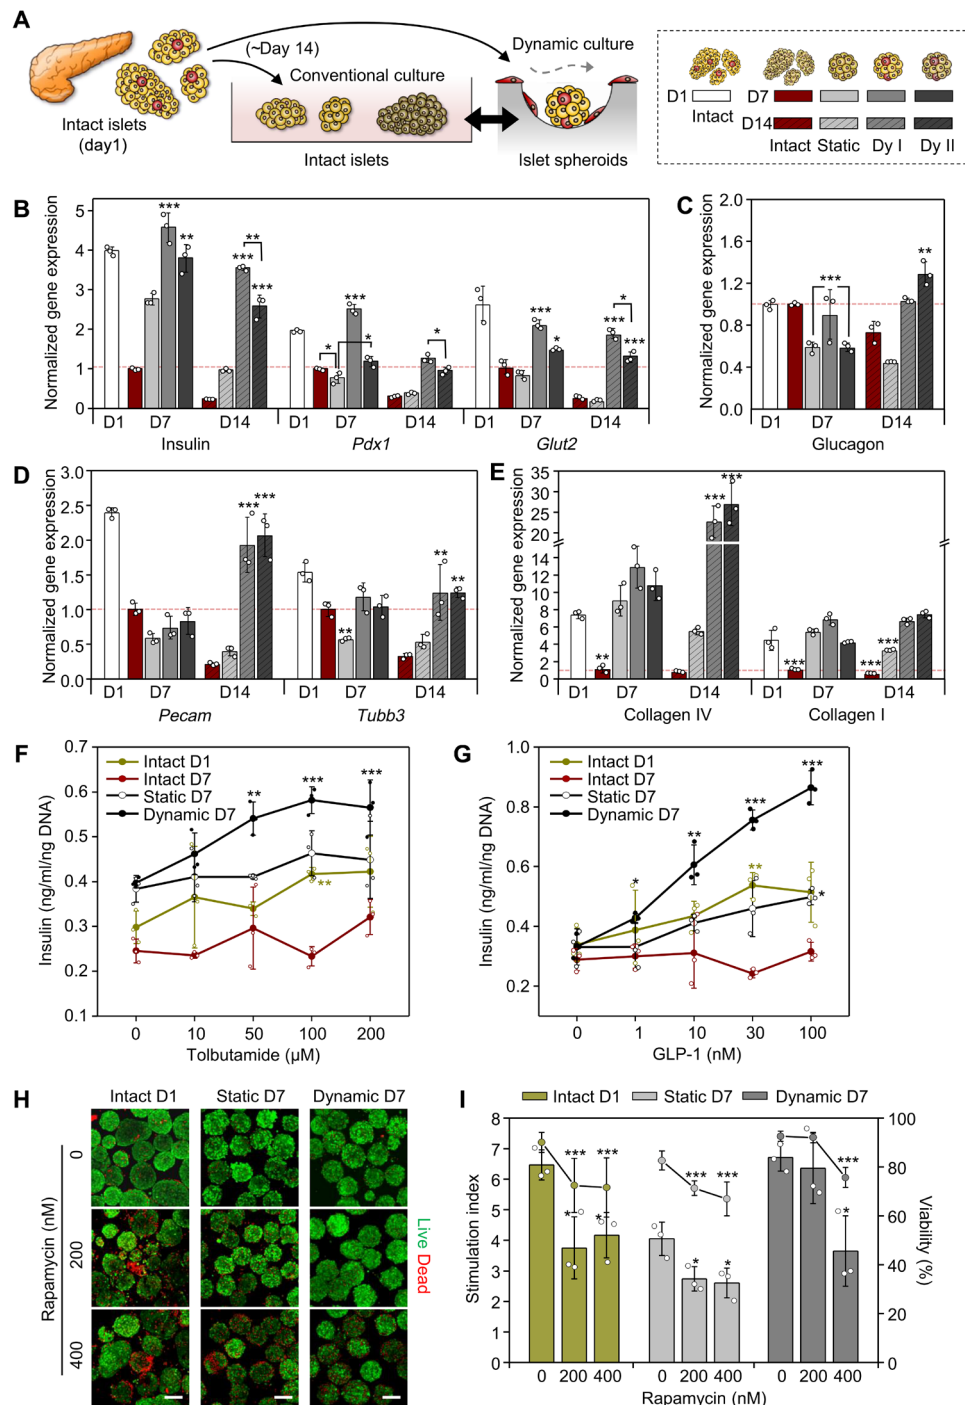 A
(~Day 14)
Dynamic culture
Conventional culture
Intact islets
(day1)
Intact islets
Islet spheroids
D1
D7
Intact
D14
Intact Static Dy I Dy II
B
Normalized gene expression
5
4
3
2
1
0
***
**
**
***
***
*
***
*
*
***
*
***
*
***
D1 D7 D14 D1 D7 D14 D1 D7 D14
Insulin Pdx1 Glut2
C
Normalized gene expression
2.0
1.6
1.2
0.8
0.4
0.0
***
**
D1 D7 D14
Glucagon
D
Normalized gene expression
3.0
2.5
2.0
1.5
1.0
0.5
0.0
***
***
**
**
**
D1 D7 D14 D1 D7 D14
Pecam Tubb3
E
Normalized gene expression
35
30
25
20
15
10
12
10
8
6
4
2
0
**
***
***
***
***
***
D1 D7 D14 D1 D7 D14
Collagen IV Collagen I
F
Insulin (ng/ml/ng DNA)
0.7
0.6
0.5
0.4
0.3
0.2
0.1
Intact D1
Intact D7
Static D7
Dynamic D7
**
***
***
**
0 10 50 100 200
Tolbutamide (µM)
G
Insulin (ng/ml/ng DNA)
1.0
0.8
0.6
0.4
0.2
Intact D1
Intact D7
Static D7
Dynamic D7
*
**
***
***
**
*
0 1 10 30 100
GLP-1 (nM)
H
Intact D1 Static D7 Dynamic D7
Rapamycin (nM)
0
200
400
Live Dead
I
Intact D1 Static D7 Dynamic D7
Stimulation index
8
7
6
5
4
3
2
1
0
Viability (%)
100
80
60
40
20
0
***
***
*
*
***
***
*
*
***
*
0 200 400 0 200 400 0 200 400
Rapamycin (nM)